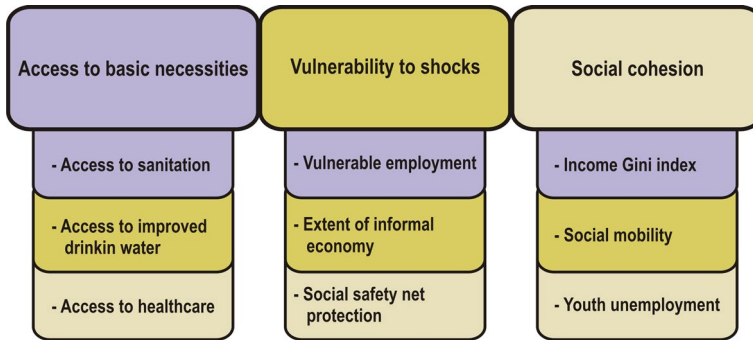 Access to basic necessities
- Access to sanitation
- Access to improved
drinkin water
- Access to healthcare
Vulnerability to shocks
- Vulnerable employment
- Extent of informal
economy
- Social safety net
protection
Social cohesion
- Income Gini index
- Social mobility
- Youth unemployment